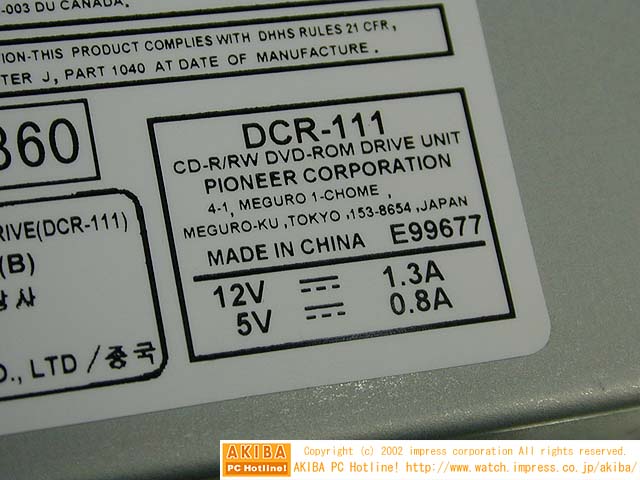 -003 DU CANADA.
ION-THIS PRODUCT COMPLIES WITH DHHS RULES 21 CFR,
TER J, PART 1040 AT DATE OF MANUFACTURE.
360
RIVE(DCR-111)
(B)
상사
O., LTD / 중국
DCR-111
CD-R/RW DVD-ROM DRIVE UNIT
PIONEER CORPORATION
4-1, MEGURO 1-CHOME,
MEGURO-KU, TOKYO, 153-8654, JAPAN
MADE IN CHINA E99677
12V ⎓ 1.3A
5V ⎓ 0.8A
AKIBA
PC Hotline!
Copyright (c) 2002 impress corporation All rights reserved.
AKIBA PC Hotline! http://www.watch.impress.co.jp/akiba/